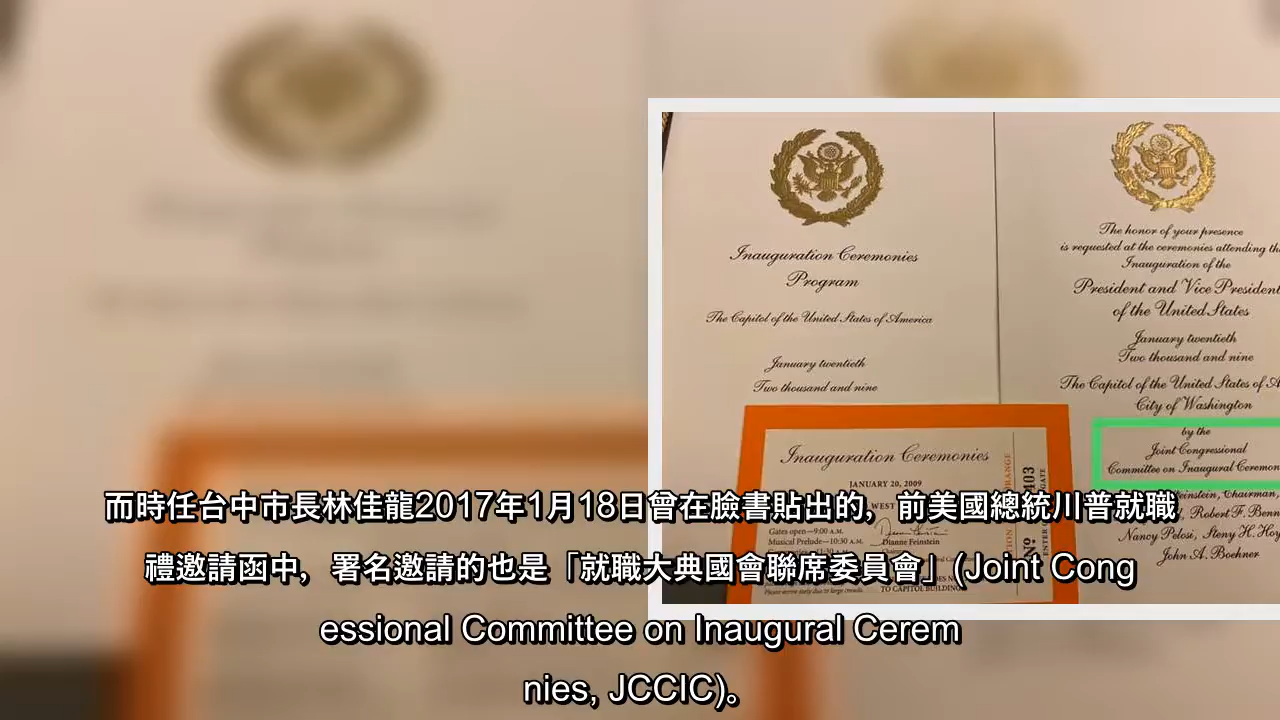 Inauguration Ceremonies
Program
The Capitol of the United States of America
January twentieth
Two thousand and nine
The honor of your presence
is requested at the ceremonies attending the
Inauguration of the
President and Vice President
of the United States
January twentieth
Two thousand and nine
The Capitol of the United States of A
City of Washington
by the
Joint Congressional
Committee on Inaugural Ceremon
einstein, Chairman,
Robert F. Benn
Nancy Pelosi, Steny H. Hoy
John A. Boehner
Inauguration Ceremonies
JANUARY 20, 2009
WEST
Gates open—9:00 A.M.
Musical Prelude—10:30 A.M.
Dianne Feinstein
TO CAPITOL BUILDING
而時任台中市長林佳龍2017年1月18日曾在臉書貼出的，前美國總統川普就職
禮邀請函中，署名邀請的也是「就職大典國會聯席委員會」(Joint Cong
essional Committee on Inaugural Cerem
nies, JCCIC)。